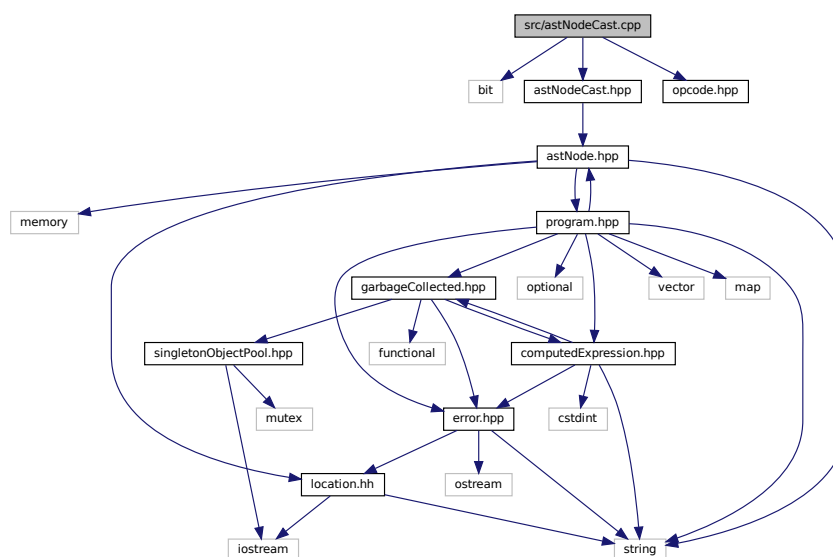 src/astNodeCast.cpp
bit
astNodeCast.hpp
opcode.hpp
astNode.hpp
memory
program.hpp
garbageCollected.hpp
optional
vector
map
singletonObjectPool.hpp
functional
computedExpression.hpp
mutex
error.hpp
cstdint
location.hh
ostream
iostream
string